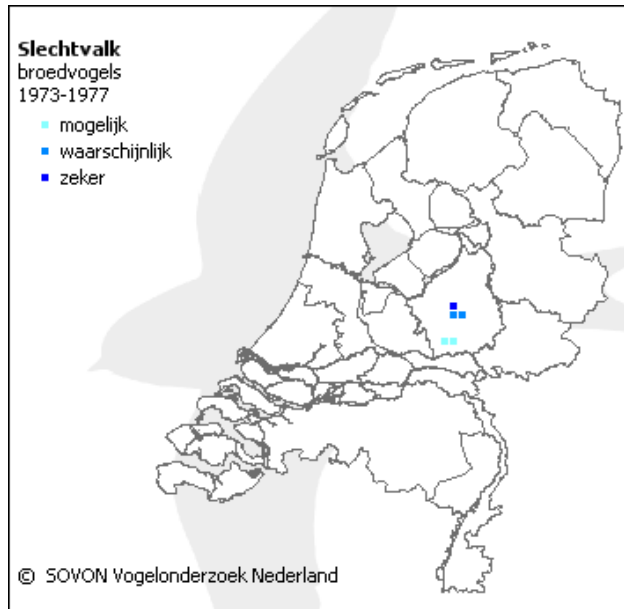 Slechtvalk
broedvogels
1973-1977
mogelijk
waarschijnlijk
zeker
© SOVON Vogelonderzoek Nederland